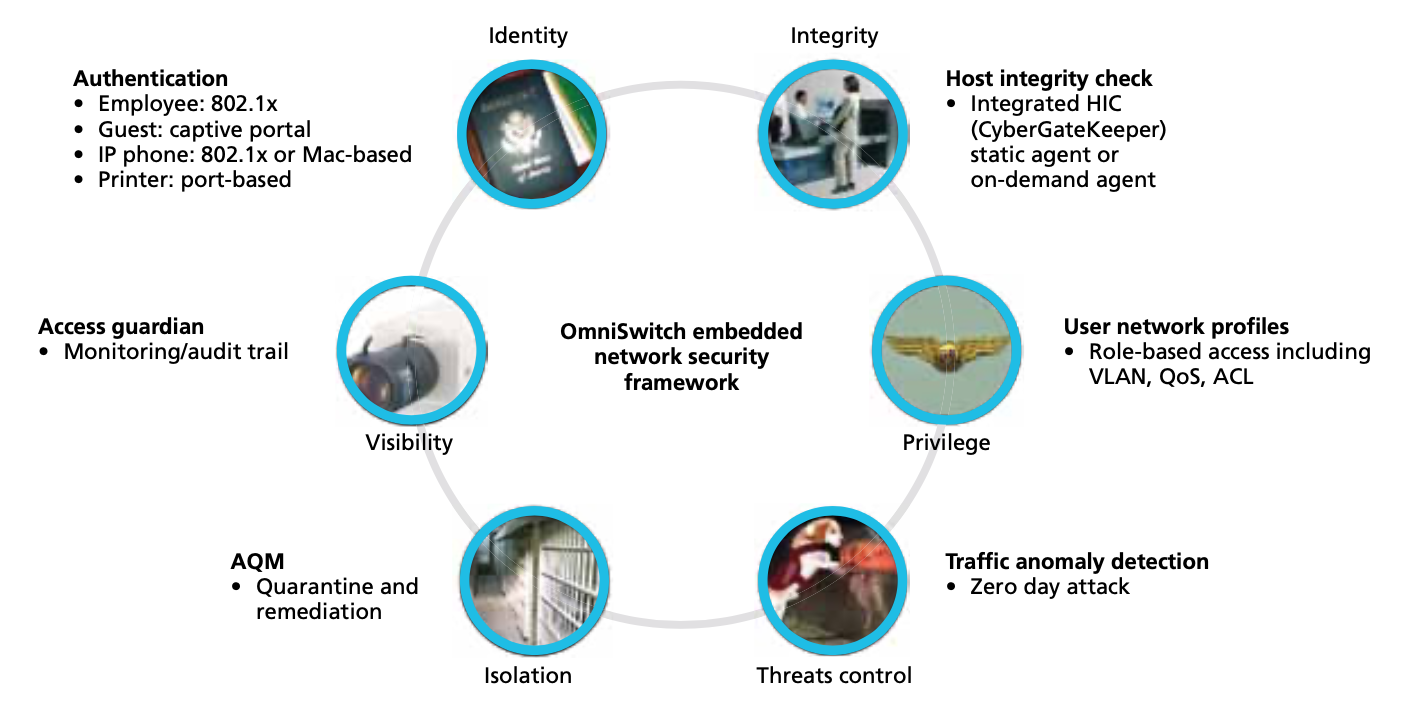 Identity
Integrity
Authentication
• Employee: 802.1x
• Guest: captive portal
• IP phone: 802.1x or Mac-based
• Printer: port-based
Host integrity check
• Integrated HIC
(CyberGateKeeper)
static agent or
on-demand agent
Access guardian
• Monitoring/audit trail
OmniSwitch embedded
network security
framework
User network profiles
• Role-based access including
VLAN, QoS, ACL
Visibility
Privilege
AQM
• Quarantine and
remediation
Traffic anomaly detection
• Zero day attack
Isolation
Threats control